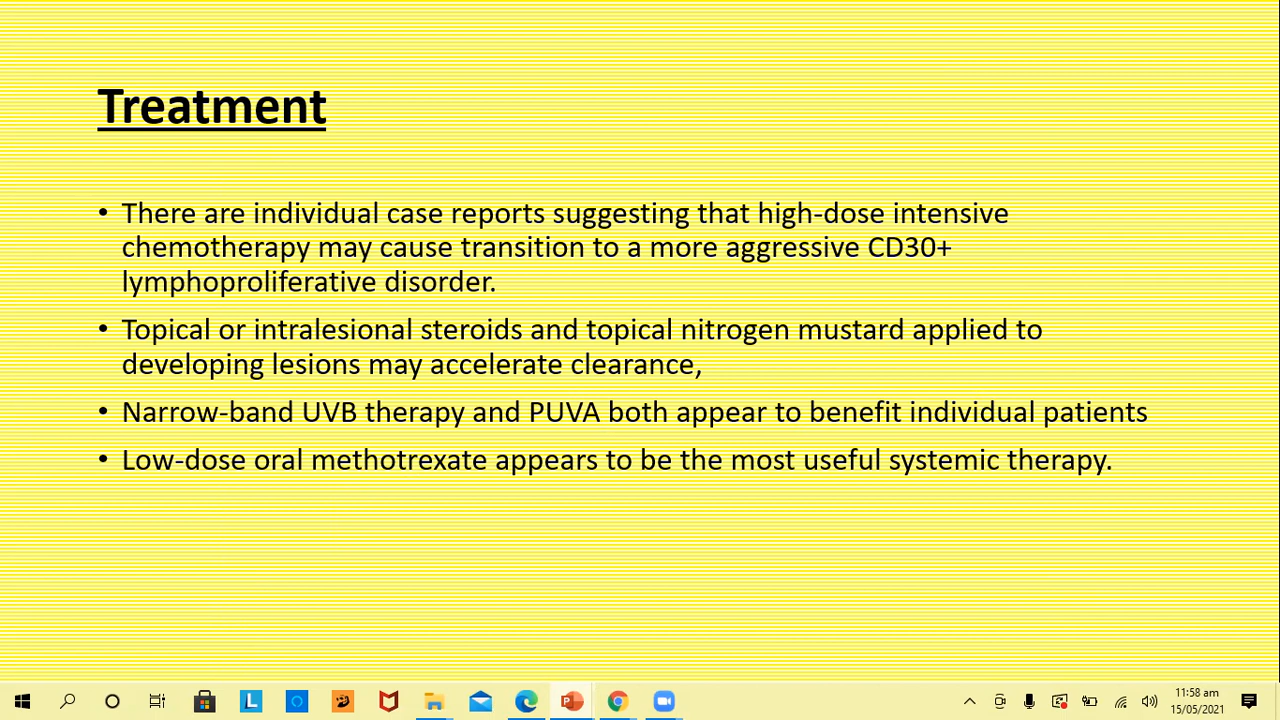 Treatment
• There are individual case reports suggesting that high-dose intensive
chemotherapy may cause transition to a more aggressive CD30+
lymphoproliferative disorder.
• Topical or intralesional steroids and topical nitrogen mustard applied to
developing lesions may accelerate clearance,
• Narrow-band UVB therapy and PUVA both appear to benefit individual patients
• Low-dose oral methotrexate appears to be the most useful systemic therapy.
L
11:58 am
15/05/2021